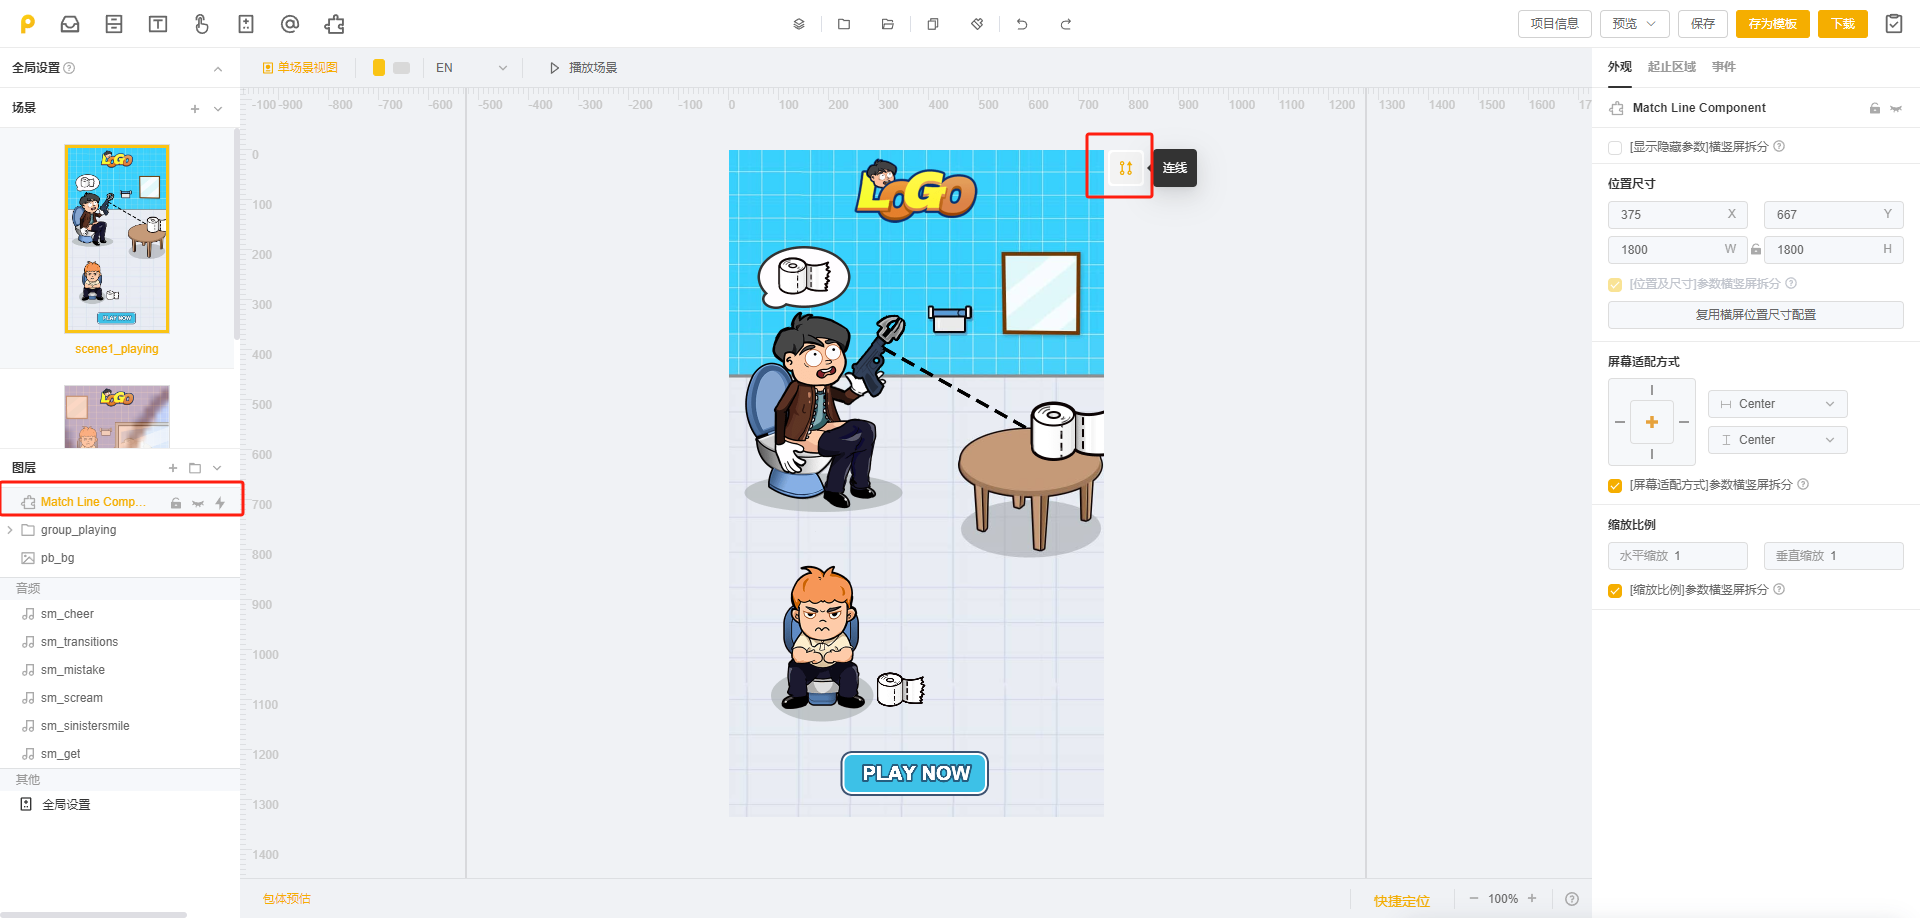 项目信息
预览
保存
存为模板
下载
全局设置
单场景视图
EN
播放场景
外观 起止区域 事件
场景
-100 -900 -800 -700 -600 -500 -400 -300 -200 -100 0 100 200 300 400 500 600 700 800 900 1000 1100 1200 1300 1400 1500 1600 17
Match Line Component
[显示隐藏参数]横竖屏拆分
连线
LOGO
位置尺寸
375 X
667 Y
1800 W
1800 H
[位置及尺寸]参数横竖屏拆分
复用横屏位置尺寸配置
屏幕适配方式
Center
Center
[屏幕适配方式]参数横竖屏拆分
缩放比例
水平缩放 1
垂直缩放 1
[缩放比例]参数横竖屏拆分
LOGO
PLAY NOW
scene1_playing
LOGO
图层
Match Line Comp...
group_playing
pb_bg
音频
sm_cheer
sm_transitions
sm_mistake
sm_scream
sm_sinistersmile
sm_get
其他
全局设置
0
100
200
300
400
500
600
700
800
900
1000
1100
1200
1300
1400
PLAY NOW
包体预估
快捷定位
100%